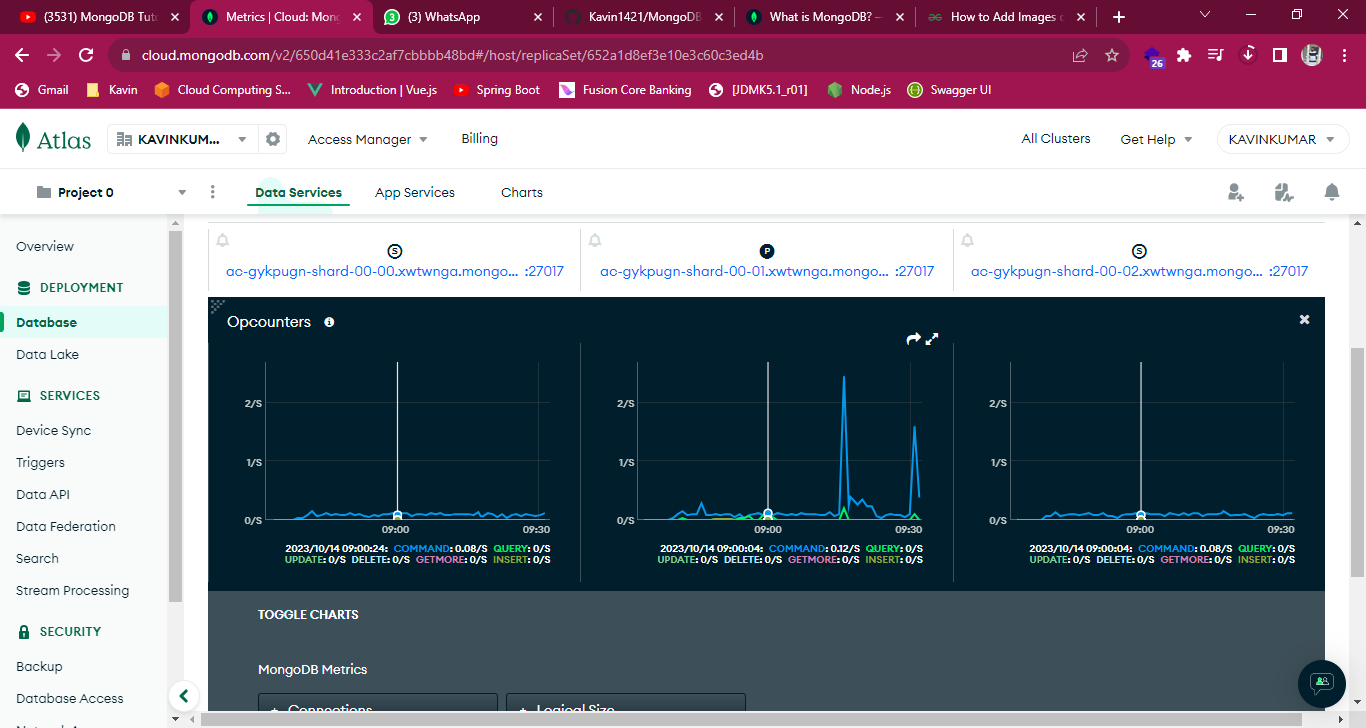 (3531) MongoDB Tut
Metrics | Cloud: Mon
(3) WhatsApp
Kavin1421/MongoDB
What is MongoDB? –
How to Add Images
cloud.mongodb.com/v2/650d41e333c2af7cbbbb48bd#/host/replicaSet/652a1d8ef3e10e3c60c3ed4b
26
Gmail
Kavin
Cloud Computing S...
Introduction | Vue.js
Spring Boot
Fusion Core Banking
[JDMK5.1_r01]
Node.js
Swagger UI
Atlas
KAVINKUM...
Access Manager
Billing
All Clusters
Get Help
KAVINKUMAR
Project 0
Data Services
App Services
Charts
Overview
DEPLOYMENT
Database
Data Lake
SERVICES
Device Sync
Triggers
Data API
Data Federation
Search
Stream Processing
SECURITY
Backup
Database Access
S
ac-gykpugn-shard-00-00.xwtwnga.mongo... :27017
P
ac-gykpugn-shard-00-01.xwtwnga.mongo... :27017
S
ac-gykpugn-shard-00-02.xwtwnga.mongo... :27017
Opcounters
2/S
1/S
0/S
09:00
09:30
2023/10/14 09:00:24: COMMAND: 0.08/S QUERY: 0/S
UPDATE: 0/S DELETE: 0/S GETMORE: 0/S INSERT: 0/S
2/S
1/S
0/S
09:00
09:30
2023/10/14 09:00:04: COMMAND: 0.12/S QUERY: 0/S
UPDATE: 0/S DELETE: 0/S GETMORE: 0/S INSERT: 0/S
2/S
1/S
0/S
09:00
09:30
2023/10/14 09:00:04: COMMAND: 0.08/S QUERY: 0/S
UPDATE: 0/S DELETE: 0/S GETMORE: 0/S INSERT: 0/S
TOGGLE CHARTS
MongoDB Metrics
+ Connections
+ Logical Size